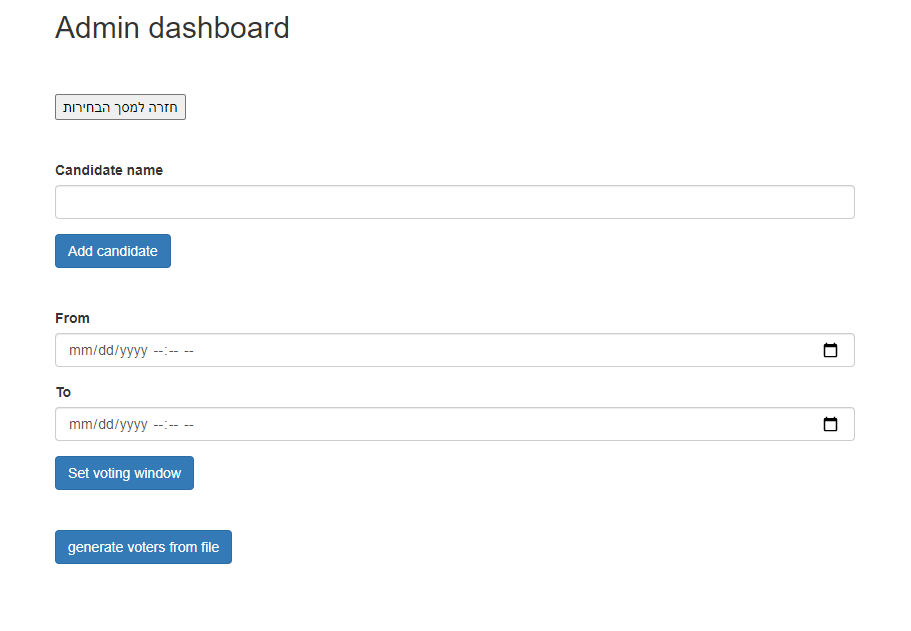 Admin dashboard
חזרה למסך הבחירות
Candidate name
Add candidate
From
mm/dd/yyyy --:-- --
To
mm/dd/yyyy --:-- --
Set voting window
generate voters from file